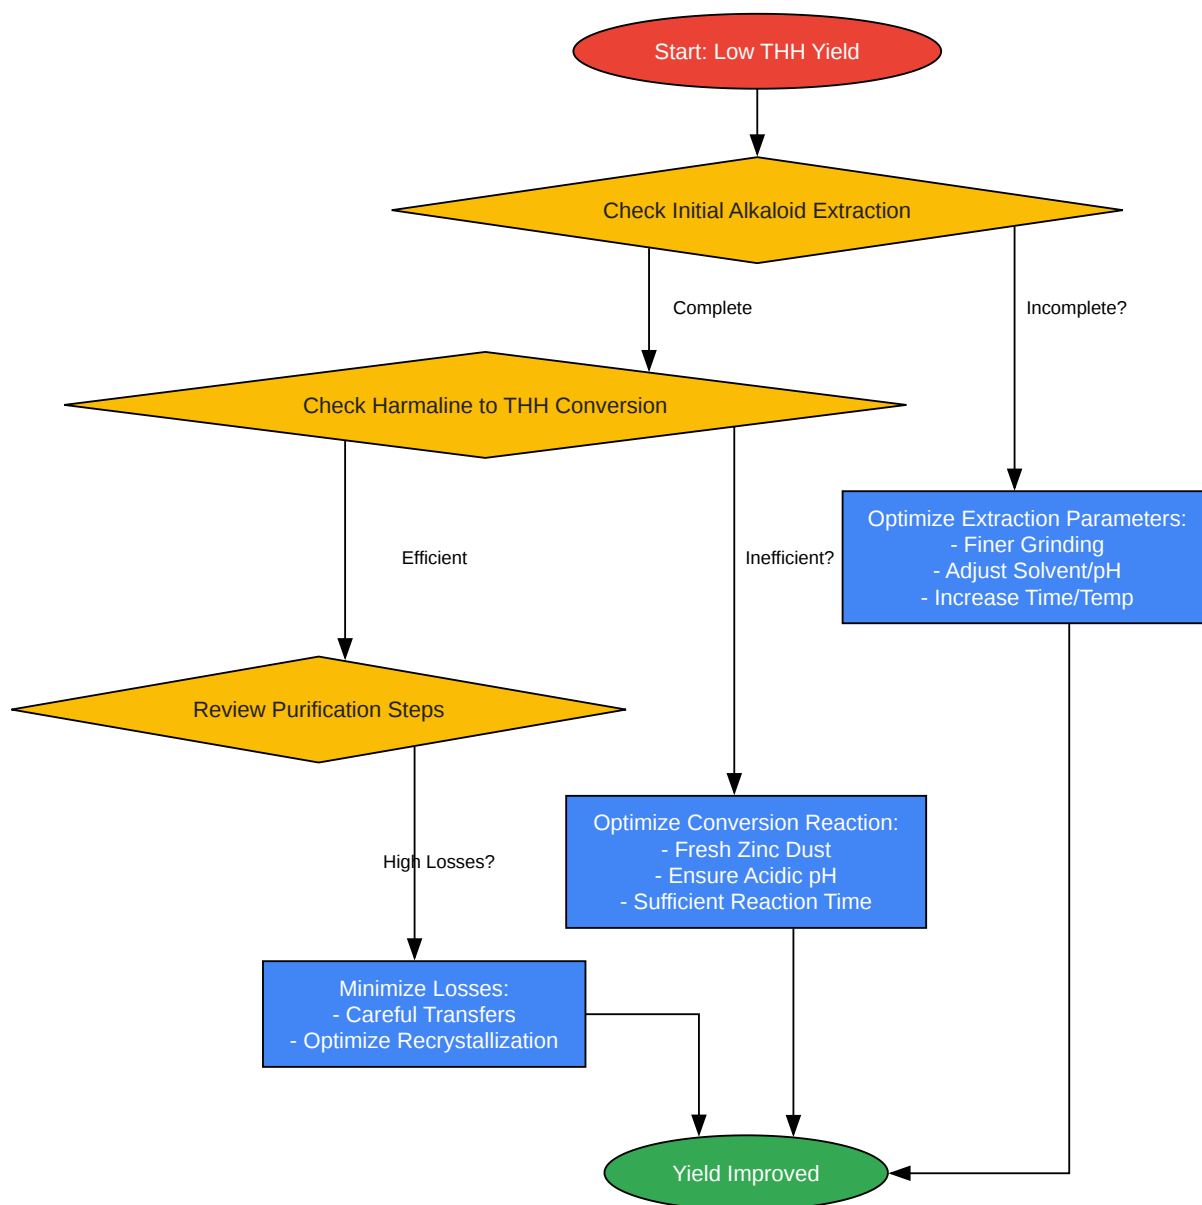 Start: Low THH Yield
Check Initial Alkaloid Extraction
Complete
Incomplete?
Check Harmaline to THH Conversion
Efficient
Inefficient?
Optimize Extraction Parameters:
- Finer Grinding
- Adjust Solvent/pH
- Increase Time/Temp
Review Purification Steps
High Losses?
Optimize Conversion Reaction:
- Fresh Zinc Dust
- Ensure Acidic pH
- Sufficient Reaction Time
Minimize Losses:
- Careful Transfers
- Optimize Recrystallization
Yield Improved